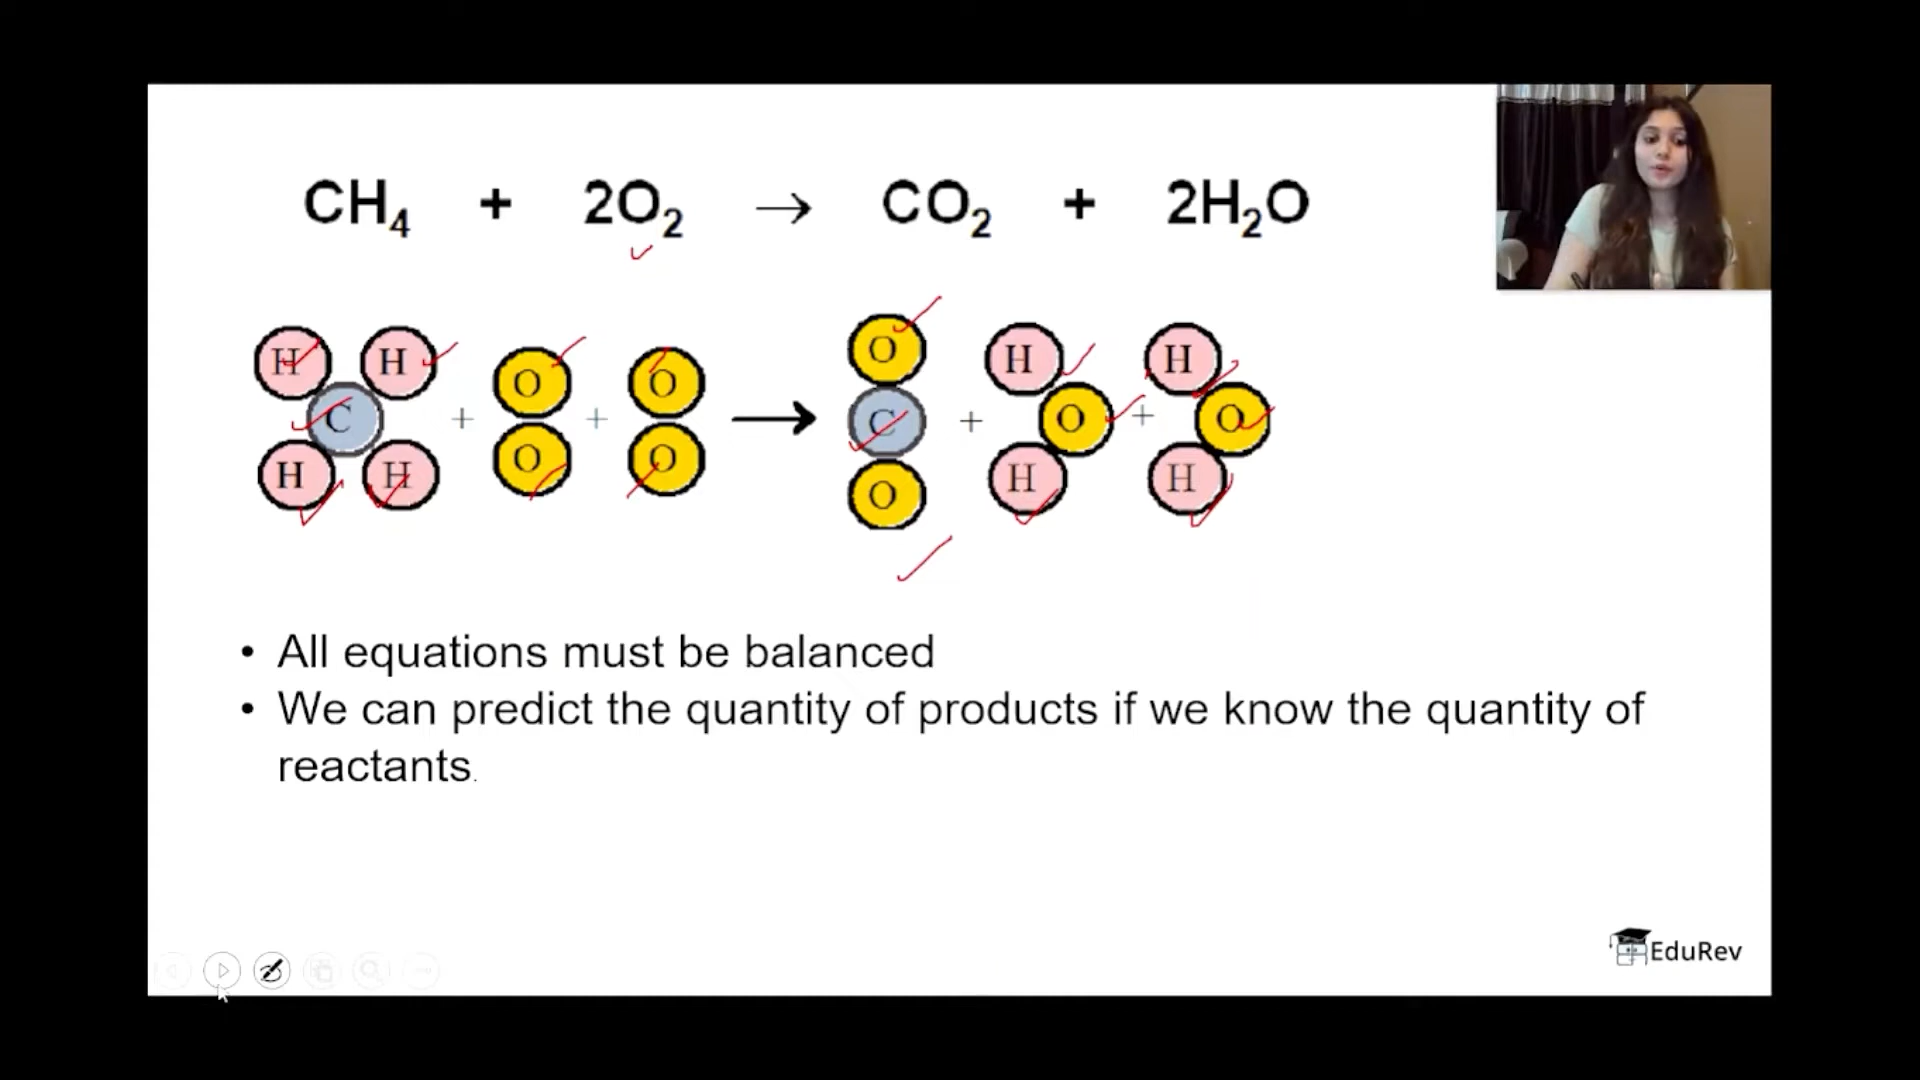 CH₄ + 2O₂ → CO₂ + 2H₂O
H H O O O H H
C + + → C + O + O
H H O O O H H
• All equations must be balanced
• We can predict the quantity of products if we know the quantity of
reactants.
EduRev